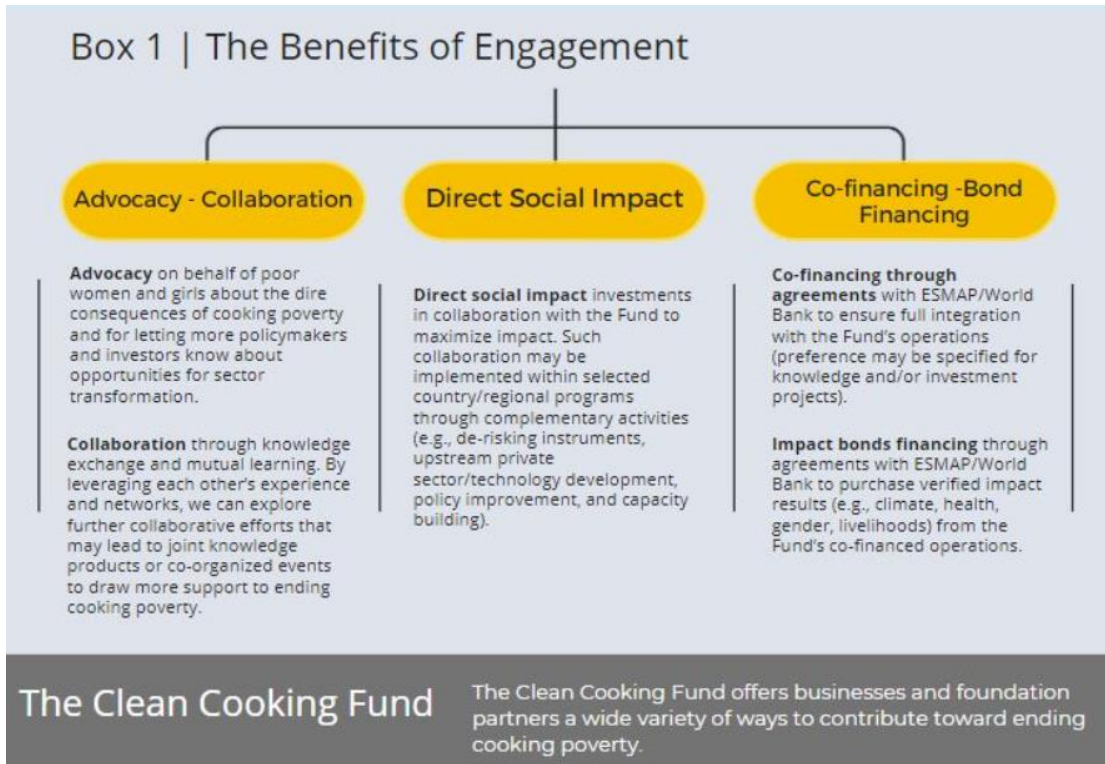 Box 1 | The Benefits of Engagement
Advocacy - Collaboration
Advocacy on behalf of poor
women and girls about the dire
consequences of cooking poverty
and for letting more policymakers
and investors know about
opportunities for sector
transformation.
Collaboration through knowledge
exchange and mutual learning. By
leveraging each other's experience
and networks, we can explore
further collaborative efforts that
may lead to joint knowledge
products or co-organized events
to draw more support to ending
cooking poverty.
Direct Social Impact
Direct social impact investments
in collaboration with the Fund to
maximize impact. Such
collaboration may be
implemented within selected
country/regional programs
through complementary activities
(e.g., de-risking instruments,
upstream private
sector/technology development,
policy improvement, and capacity
building).
Co-financing -Bond
Financing
Co-financing through
agreements with ESMAP/World
Bank to ensure full integration
with the Fund's operations
(preference may be specified for
knowledge and/or investment
projects).
Impact bonds financing through
agreements with ESMAP/World
Bank to purchase verified impact
results (e.g., climate, health,
gender, livelihoods) from the
Fund's co-financed operations.
The Clean Cooking Fund
The Clean Cooking Fund offers businesses and foundation
partners a wide variety of ways to contribute toward ending
cooking poverty.